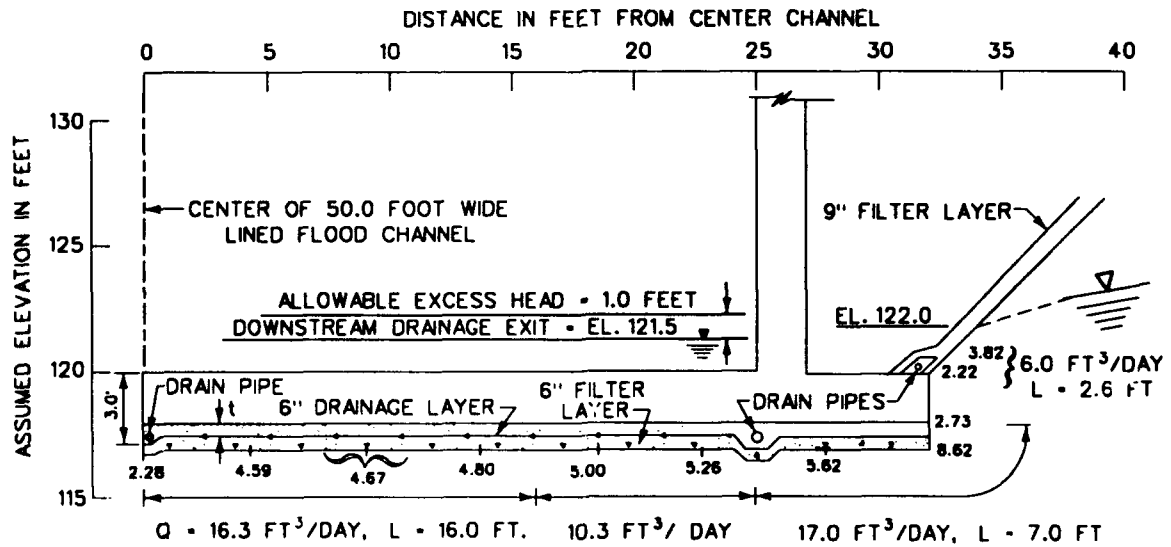 DISTANCE IN FEET FROM CENTER CHANNEL
0 5 10 15 20 25 30 35 40
ASSUMED ELEVATION IN FEET
130
125
120
115
CENTER OF 50.0 FOOT WIDE
LINED FLOOD CHANNEL
9" FILTER LAYER
ALLOWABLE EXCESS HEAD = 1.0 FEET
DOWNSTREAM DRAINAGE EXIT = EL. 121.5
EL. 122.0
3.82
2.22
6.0 FT³/DAY
L = 2.6 FT
3.0'
DRAIN PIPE
t
6" DRAINAGE LAYER
6" FILTER
LAYER
DRAIN PIPES
2.73
8.62
2.28 4.59 4.67 4.80 5.00 5.26 5.62
Q = 16.3 FT³/DAY, L = 16.0 FT. 10.3 FT³/ DAY 17.0 FT³/DAY, L = 7.0 FT